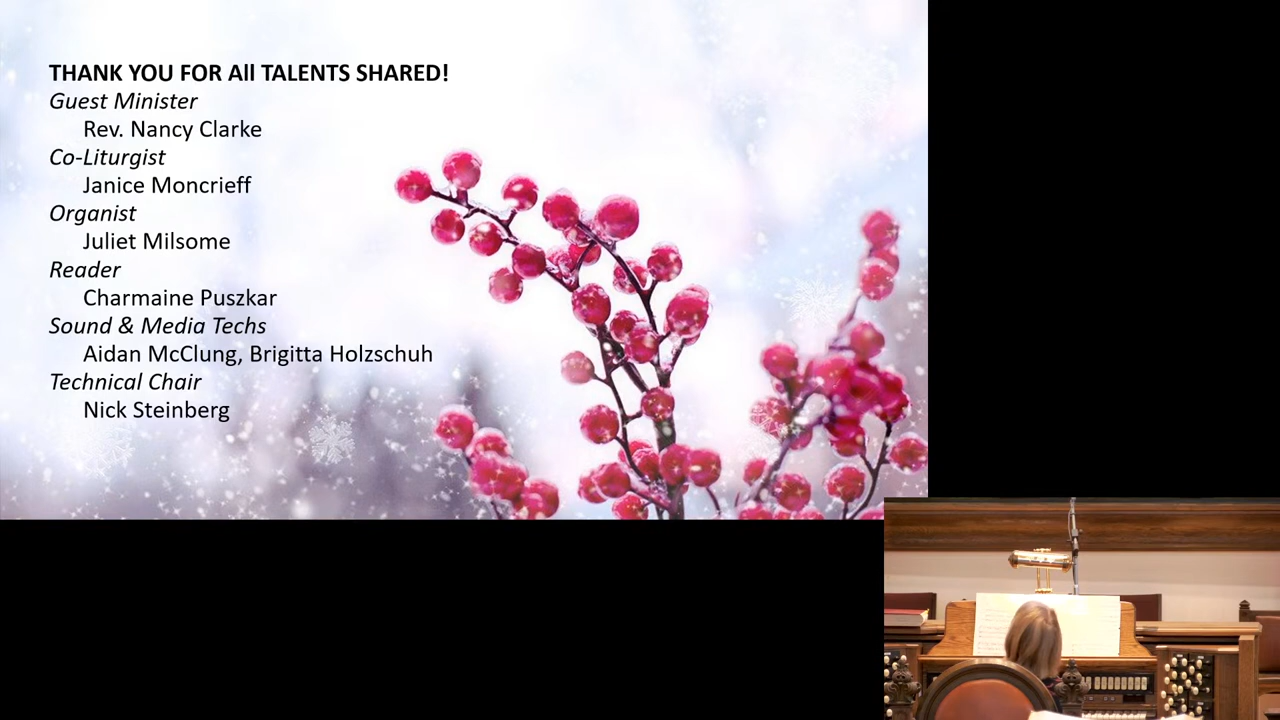 THANK YOU FOR All TALENTS SHARED!
Guest Minister
Rev. Nancy Clarke
Co-Liturgist
Janice Moncrieff
Organist
Juliet Milsome
Reader
Charmaine Puszkar
Sound & Media Techs
Aidan McClung, Brigitta Holzschuh
Technical Chair
Nick Steinberg